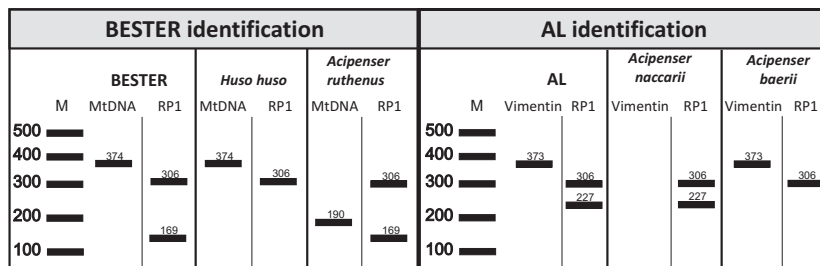 BESTER identification AL identification
Acipenser Acipenser Acipenser
BESTER Huso huso ruthenus AL naccarii baerii
M MtDNA RP1 MtDNA RP1 MtDNA RP1 M Vimentin RP1 Vimentin RP1 Vimentin RP1
500 500
400 374 374 400 373 373
300 306 306 306 300 306 306 306
227 227
200 190 200
169 169
100 100